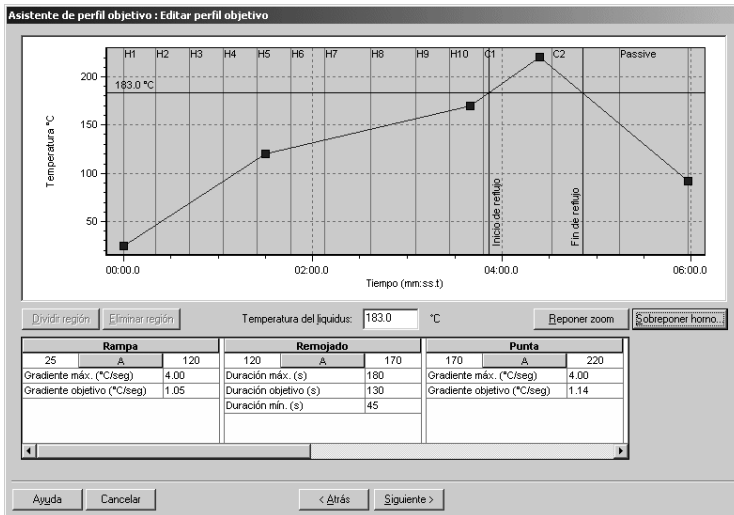 Asistente de perfil objetivo : Editar perfil objetivo
H1 H2 H3 H4 H5 H6 H7 H8 H9 H10 C1 C2 Passive
183.0 °C
200
150
100
50
Temperatura °C
Inicio de reflujo
Fin de reflujo
00:00.0 02:00.0 04:00.0 06:00.0
Tiempo (mm:ss.t)
Dividir región Eliminar región Temperatura del liquidus: 183.0 °C Reponer zoom Sobreponer horno...
Rampa Remojado Punta
25 A 120 120 A 170 170 A 220
Gradiente máx. (°C/seg) 4.00 Duración máx. (s) 180 Gradiente máx. (°C/seg) 4.00
Gradiente objetivo (°C/seg) 1.05 Duración objetivo (s) 130 Gradiente objetivo (°C/seg) 1.14
Duración mín. (s) 45
Ayuda Cancelar < Atrás Siguiente >